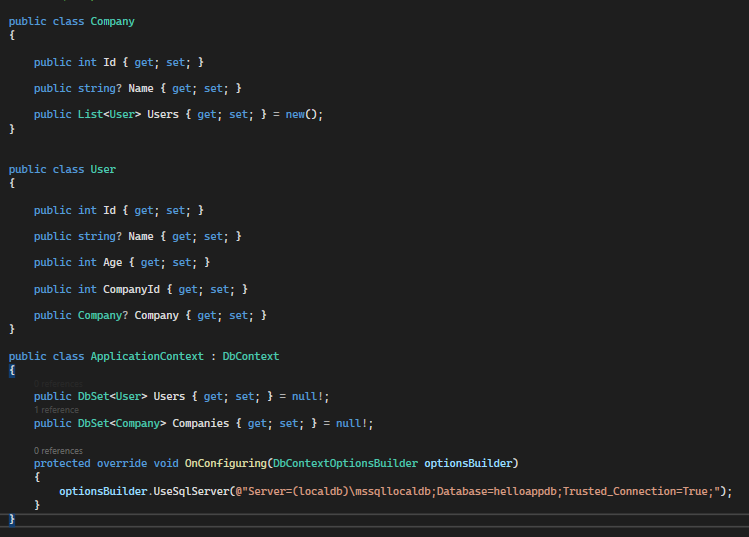 public class Company
{
public int Id { get; set; }
public string? Name { get; set; }
public List<User> Users { get; set; } = new();
}
public class User
{
public int Id { get; set; }
public string? Name { get; set; }
public int Age { get; set; }
public int CompanyId { get; set; }
public Company? Company { get; set; }
}
public class ApplicationContext : DbContext
{
public DbSet<User> Users { get; set; } = null!;
1 reference
public DbSet<Company> Companies { get; set; } = null!;
0 references
protected override void OnConfiguring(DbContextOptionsBuilder optionsBuilder)
{
optionsBuilder.UseSqlServer(@"Server=(localdb)\mssqllocaldb;Database=helloappdb;Trusted_Connection=True;");
}
}